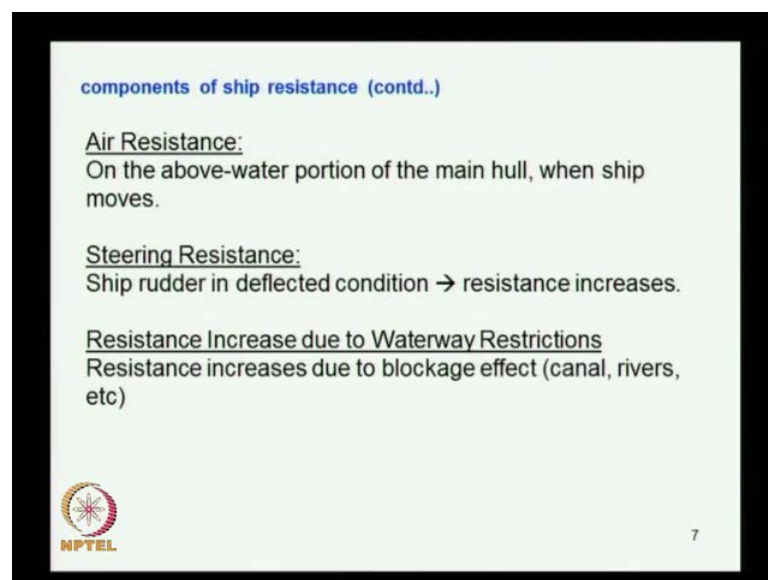 components of ship resistance (contd..)
Air Resistance:
On the above-water portion of the main hull, when ship
moves.
Steering Resistance:
Ship rudder in deflected condition → resistance increases.
Resistance Increase due to Waterway Restrictions
Resistance increases due to blockage effect (canal, rivers,
etc)
NPTEL
7